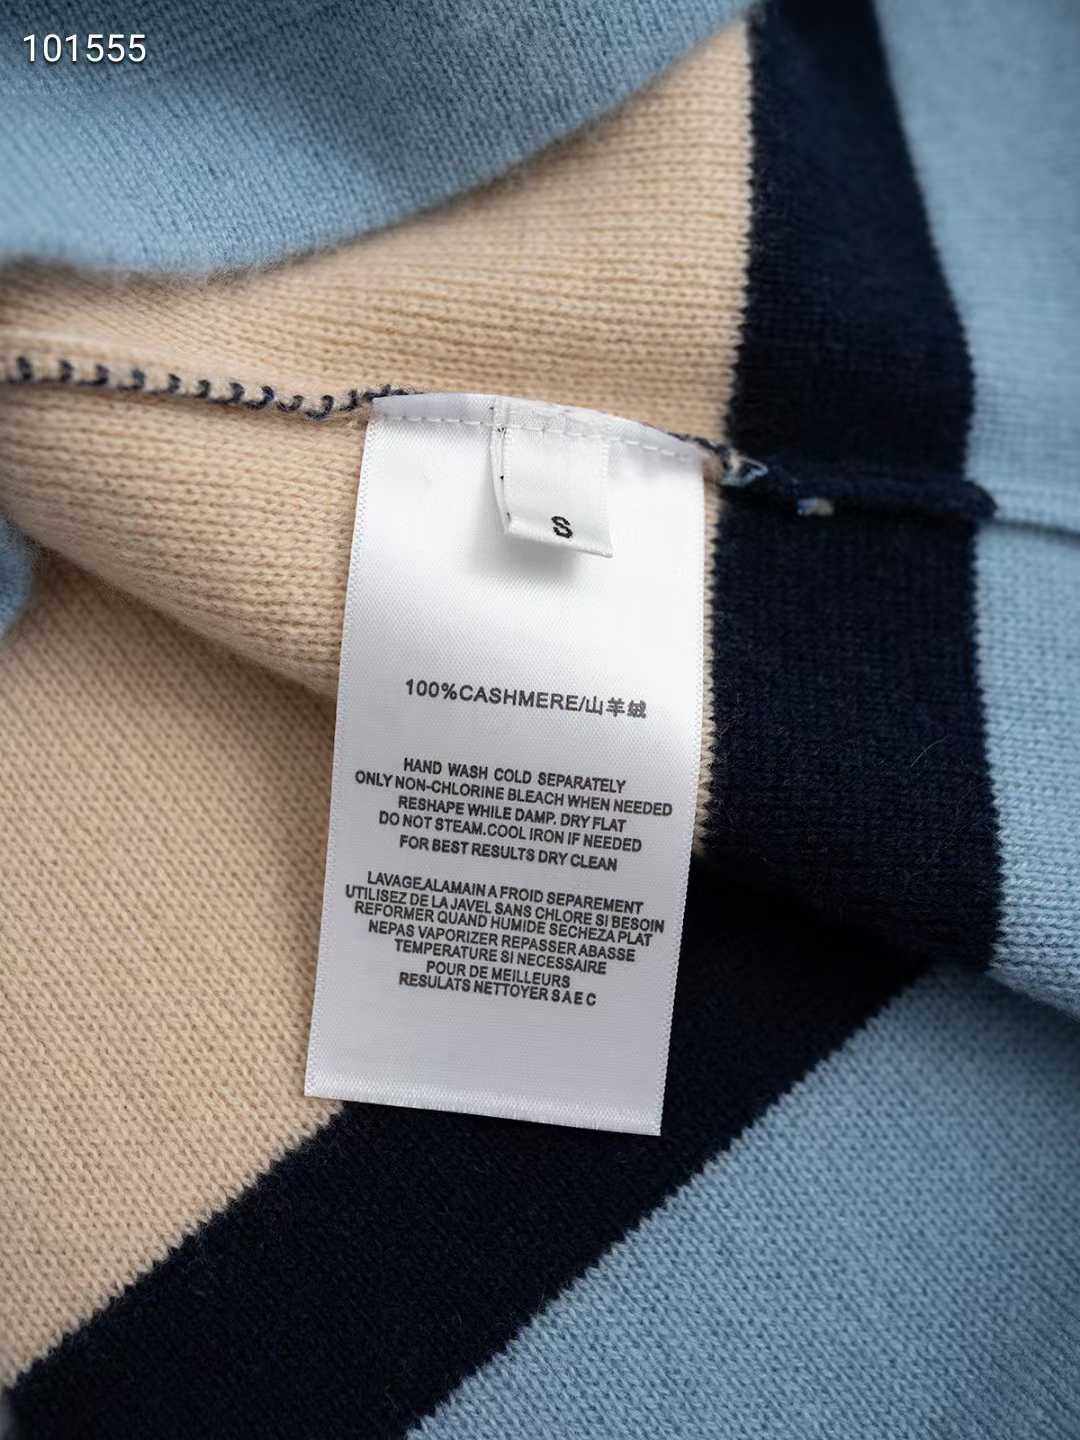 101555
S
100%CASHMERE/山羊绒
HAND WASH COLD SEPARATELY
ONLY NON-CHLORINE BLEACH WHEN NEEDED
RESHAPE WHILE DAMP. DRY FLAT
DO NOT STEAM.COOL IRON IF NEEDED
FOR BEST RESULTS DRY CLEAN
LAVAGE,ALAMAIN A FROID SEPAREMENT
UTILISEZ DE LA JAVEL SANS CHLORE SI BESOIN
REFORMER QUAND HUMIDE SECHEZA PLAT
NEPAS VAPORIZER REPASSER ABASSE
TEMPERATURE SI NECESSAIRE
POUR DE MEILLEURS
RESULATS NETTOYER S A E C